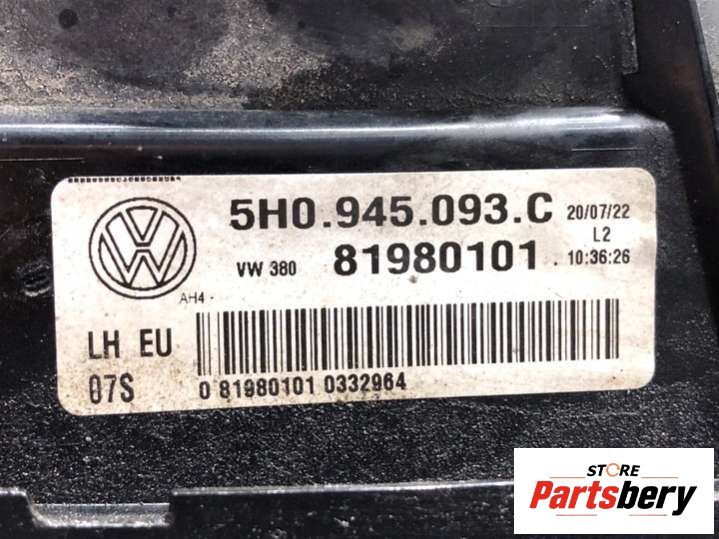 5H0.945.093.C 20/07/22
L2
VW 380 81980101 . 10:36:26
AH4 -
LH EU
07S 0 81980101 0332964
STORE
Partsbery